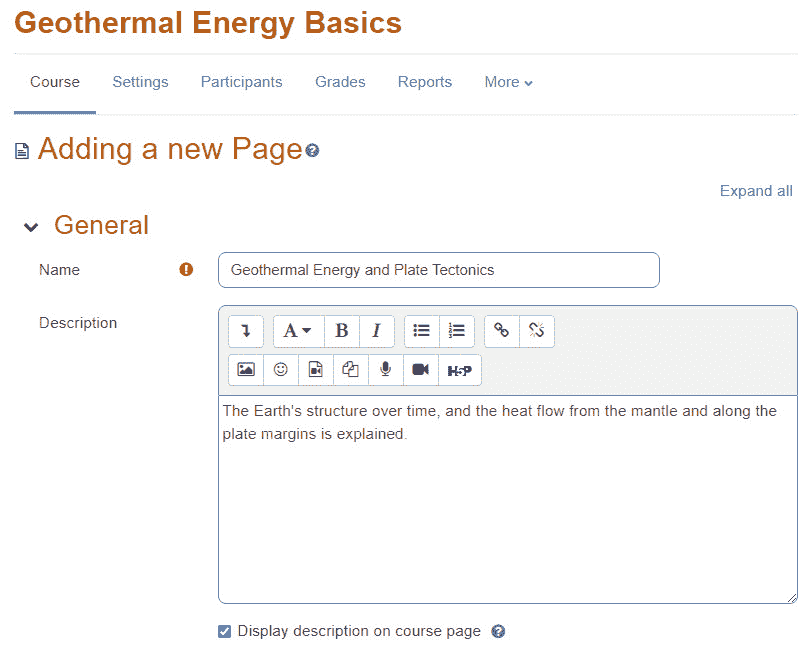 Geothermal Energy Basics
Course Settings Participants Grades Reports More
Adding a new Page
Expand all
General
Name
Geothermal Energy and Plate Tectonics
Description
A B I
H5P
The Earth's structure over time, and the heat flow from the mantle and along the
plate margins is explained.
Display description on course page